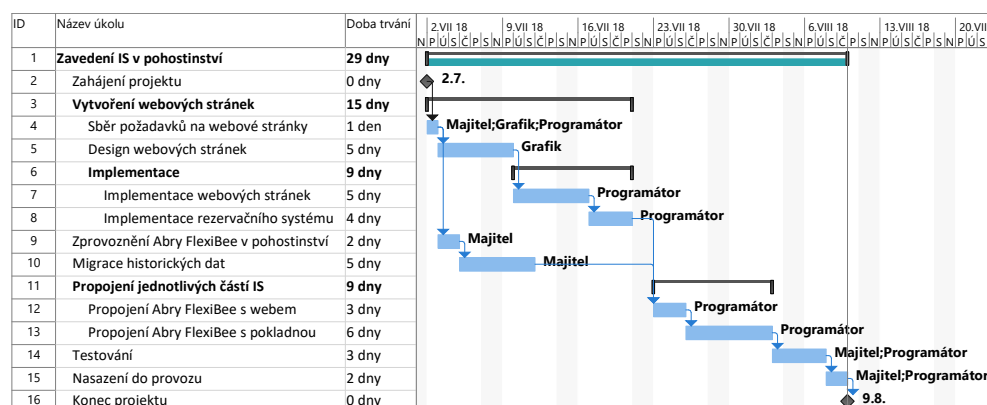 ID Název úkolu Doba trvání 2.VII 18 9.VII 18 16.VII 18 23.VII 18 30.VII 18 6.VIII 18 13.VIII 18 20.VII
N P Ú S Č P S N P Ú S Č P S N P Ú S Č P S N P Ú S Č P S N P Ú S Č P S N P Ú S Č P S N P Ú S Č P S N P Ú S
1 Zavedení IS v pohostinství 29 dny
2 Zahájení projektu 0 dny 2.7.
3 Vytvoření webových stránek 15 dny
4 Sběr požadavků na webové stránky 1 den Majitel;Grafik;Programátor
5 Design webových stránek 5 dny Grafik
6 Implementace 9 dny
7 Implementace webových stránek 5 dny Programátor
8 Implementace rezervačního systému 4 dny Programátor
9 Zprovoznění Abry FlexiBee v pohostinství 2 dny Majitel
10 Migrace historických dat 5 dny Majitel
11 Propojení jednotlivých částí IS 9 dny
12 Propojení Abry FlexiBee s webem 3 dny Programátor
13 Propojení Abry FlexiBee s pokladnou 6 dny Programátor
14 Testování 3 dny Majitel;Programátor
15 Nasazení do provozu 2 dny Majitel;Programátor
16 Konec projektu 0 dny 9.8.